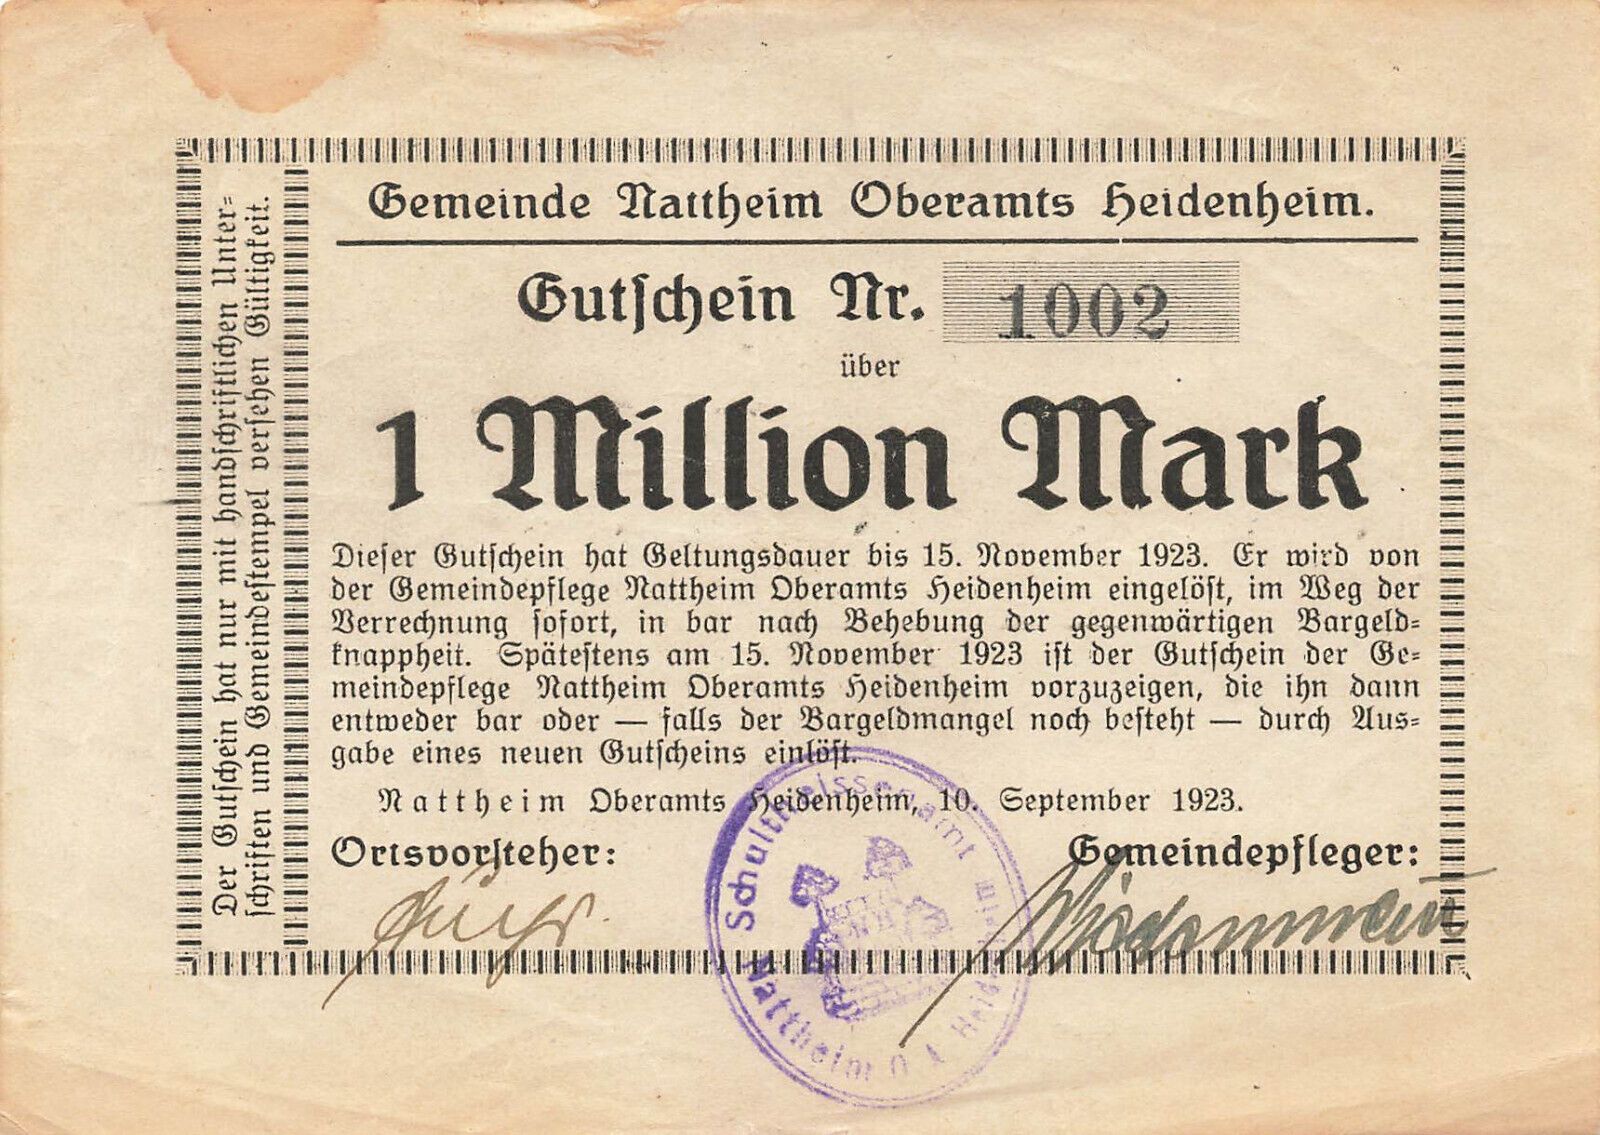 Gemeinde Nattheim Oberamts Heidenheim.
Gutschein Nr. 1002
über
1 Million Mark
Dieser Gutschein hat Geltungsdauer bis 15. November 1923. Er wird von
der Gemeindepflege Nattheim Oberamts Heidenheim eingelöst, im Weg der
Verrechnung sofort, in bar nach Behebung der gegenwärtigen Bargeld-
knappheit. Spätestens am 15. November 1923 ist der Gutschein der Ge-
meindepflege Nattheim Oberamts Heidenheim vorzuzeigen, die ihn dann
entweder bar oder — falls der Bargeldmangel noch besteht — durch Aus-
gabe eines neuen Gutscheins einlöst.
Nattheim Oberamts Heidenheim, 10. September 1923.
Ortsvorsteher:
Gemeindepfleger:
Der Gutschein hat nur mit handschriftlichen Unter-
schriften und Gemeindestempel versehen Gültigkeit.
Schultheissenamt
Nattheim O.A. Heid